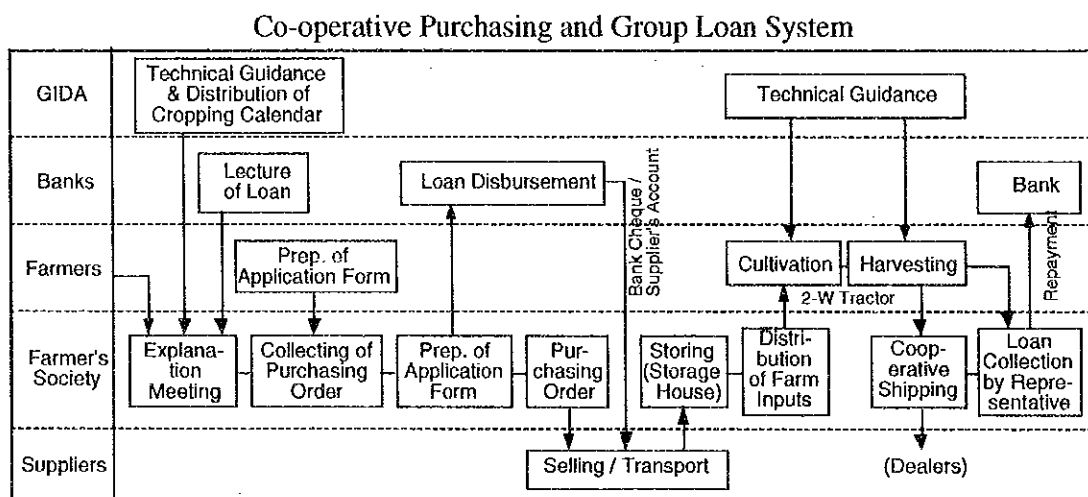 Co-operative Purchasing and Group Loan System
GIDA
Technical Guidance
& Distribution of
Cropping Calendar
Technical Guidance
Banks
Lecture
of Loan
Loan Disbursement
Bank Cheque /
Supplier's Account
Bank
Repayment
Farmers
Prep. of
Application Form
Cultivation
Harvesting
2-W Tractor
Farmer's
Society
Explana-
tion
Meeting
Collecting of
Purchasing
Order
Prep. of
Application
Form
Pur-
chasing
Order
Storing
(Storage
House)
Distri-
bution
of Farm
Inputs
Coop-
erative
Shipping
Loan
Collection
by Repre-
sentative
Suppliers
Selling / Transport
(Dealers)